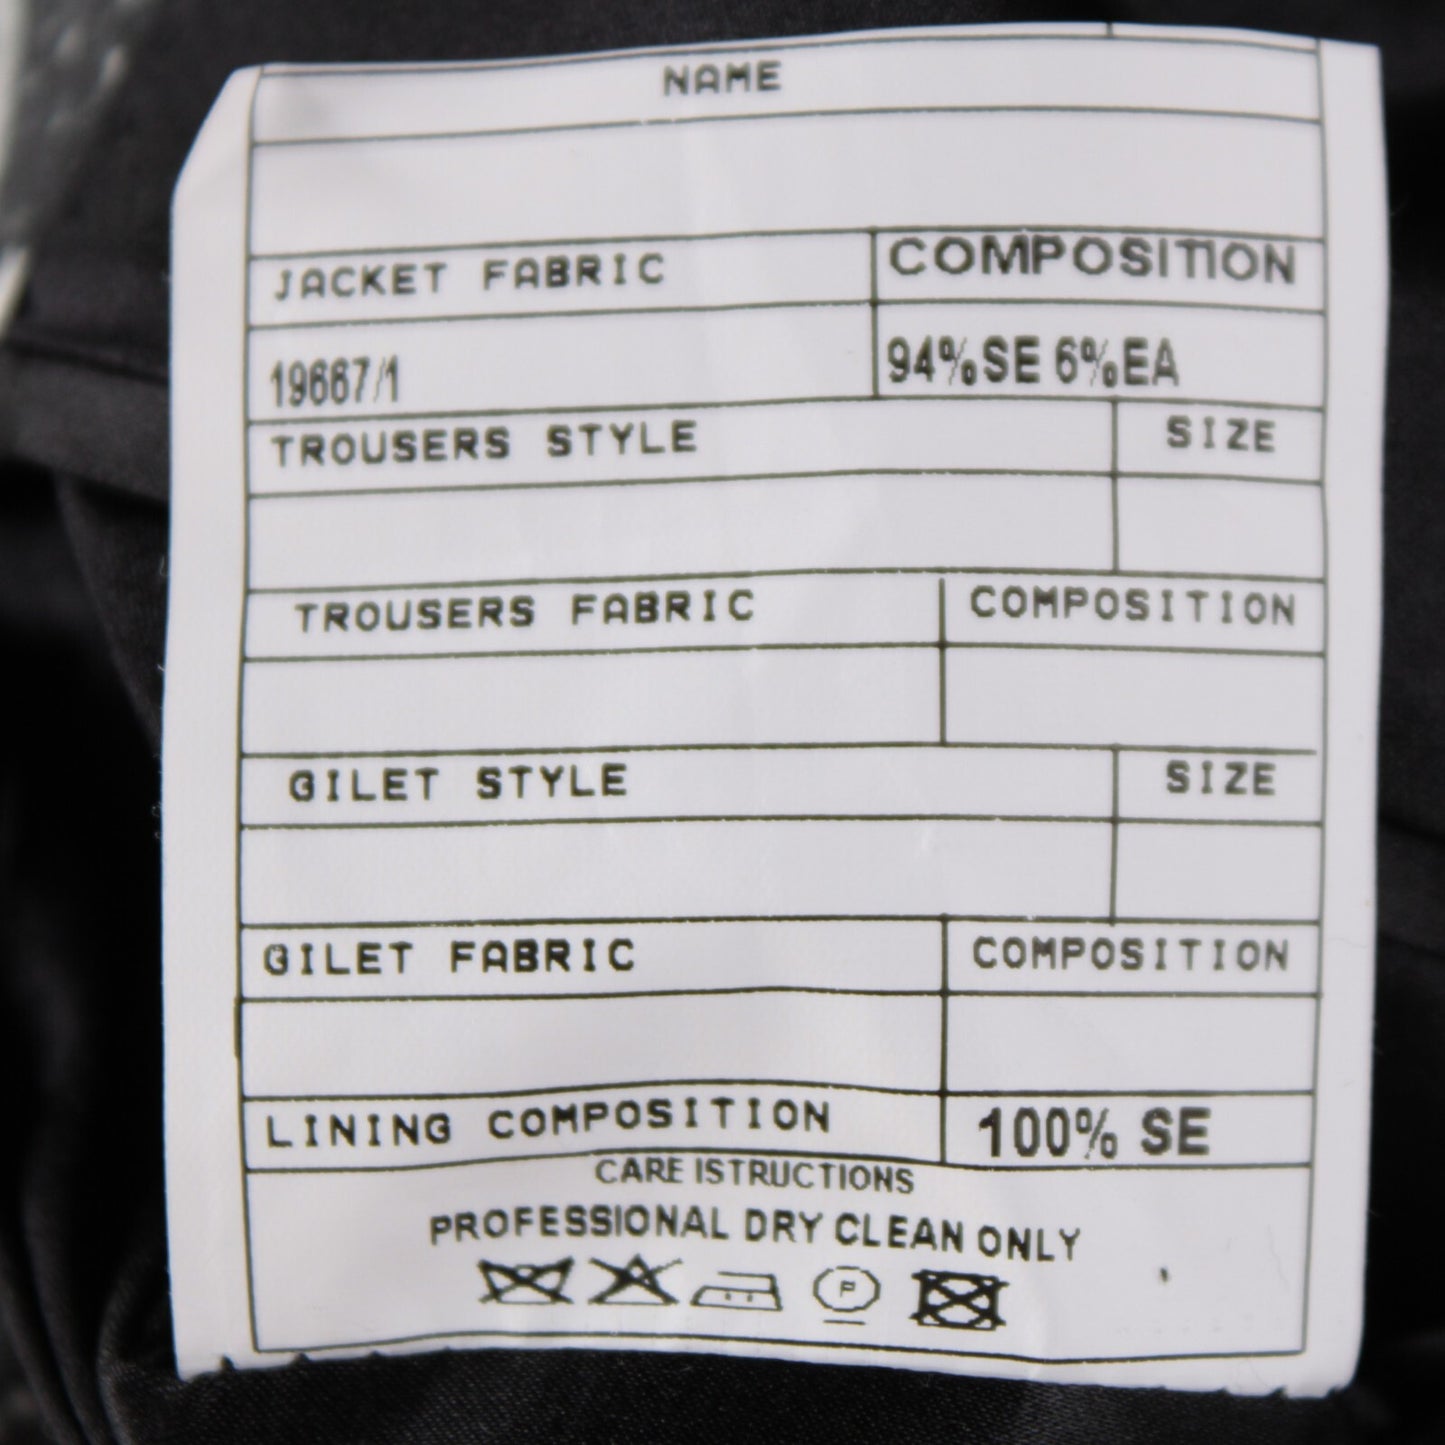 NAME
JACKET FABRIC COMPOSITION
19667/1 94%SE 6%EA
TROUSERS STYLE SIZE
TROUSERS FABRIC COMPOSITION
GILET STYLE SIZE
GILET FABRIC COMPOSITION
LINING COMPOSITION 100% SE
CARE ISTRUCTIONS
PROFESSIONAL DRY CLEAN ONLY
P